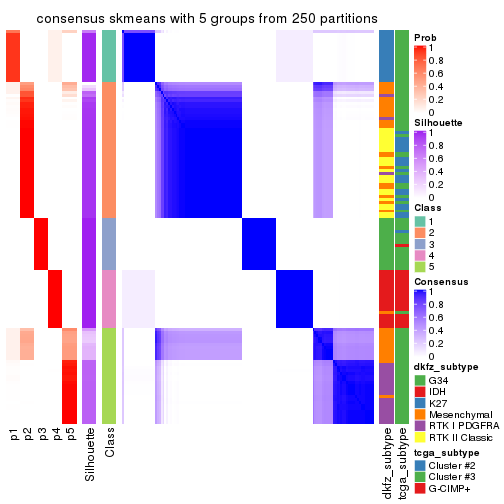 consensus skmeans with 5 groups from 250 partitions
Prob
1
0.8
0.6
0.4
0.2
0
Silhouette
1
0.8
0.6
0.4
0.2
0
Class
1
2
3
4
5
Consensus
1
0.8
0.6
0.4
0.2
0
dkfz_subtype
G34
IDH
K27
Mesenchymal
RTK I PDGFRA
RTK II Classic
tcga_subtype
Cluster #2
Cluster #3
G-CIMP+
p1
p2
p3
p4
p5
Silhouette
Class
dkfz_subtype
tcga_subtype